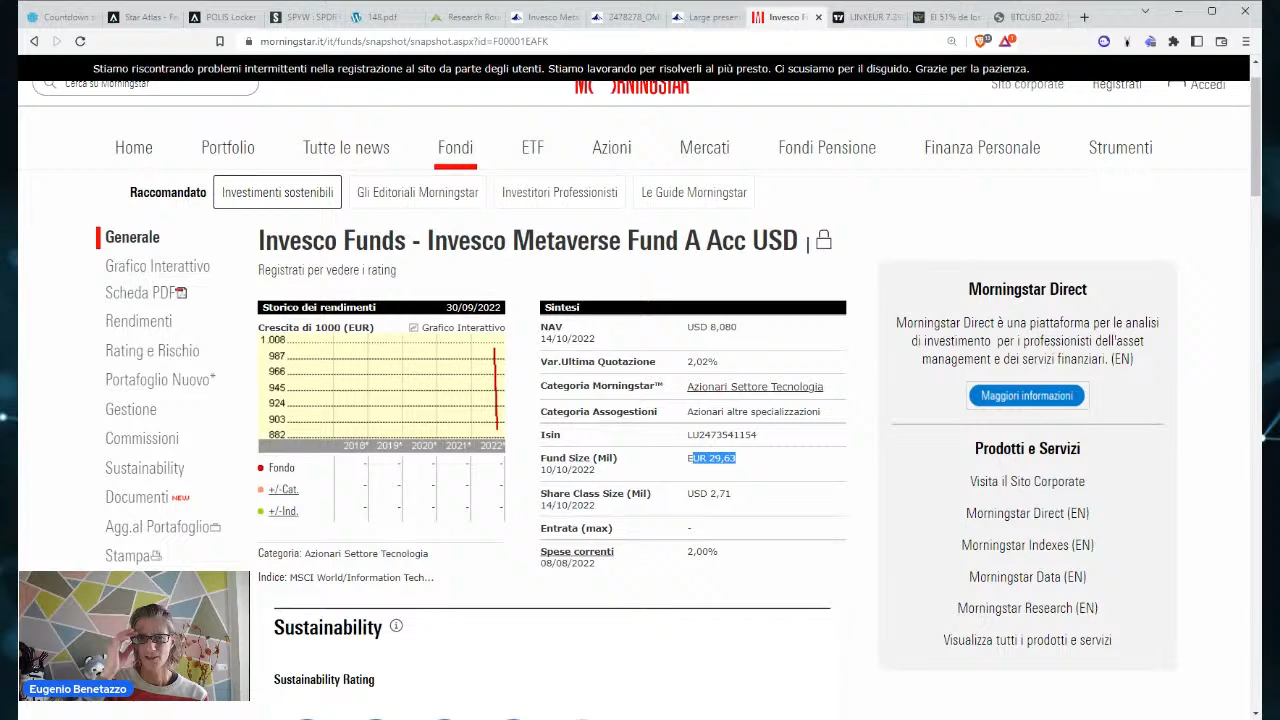 Countdown
Star Atlas - Fr
POLIS Locker
SPYW : SPDR
148.pdf
Research Rou
Invesco Meta
2478278_OM
Large presen
Invesco F
LINKEUR 7.39
El 51% de los
BTCUSD_2022
morningstar.it/it/funds/snapshot/snapshot.aspx?id=F00001EAFK
Stiamo riscontrando problemi intermittenti nella registrazione al sito da parte degli utenti. Stiamo lavorando per risolverli al più presto. Ci scusiamo per il disguido. Grazie per la pazienza.
Cerca su Morningstar
MORNINGSTAR
Sito corporate
Registrati
Accedi
Home
Portfolio
Tutte le news
Fondi
ETF
Azioni
Mercati
Fondi Pensione
Finanza Personale
Strumenti
Raccomandato
Investimenti sostenibili
Gli Editoriali Morningstar
Investitori Professionisti
Le Guide Morningstar
Generale
Grafico Interattivo
Scheda PDF
Rendimenti
Rating e Rischio
Portafoglio Nuovo*
Gestione
Commissioni
Sustainability
Documenti NEW
Agg.al Portafoglio
Stampa
Invesco Funds - Invesco Metaverse Fund A Acc USD |
Registrati per vedere i rating
Storico dei rendimenti 30/09/2022
Crescita di 1000 (EUR) Grafico Interattivo
1.008
987
966
945
924
903
882
2018* 2019* 2020* 2021* 2022*
Fondo - - - - -
+/-Cat. - - - - -
+/-Ind. - - - - -
Categoria: Azionari Settore Tecnologia
Indice: MSCI World/Information Tech...
Sintesi
NAV USD 8,080
14/10/2022
Var.Ultima Quotazione 2,02%
Categoria Morningstar™ Azionari Settore Tecnologia
Categoria Assogestioni Azionari altre specializzazioni
Isin LU2473541154
Fund Size (Mil) EUR 29,63
10/10/2022
Share Class Size (Mil) USD 2,71
14/10/2022
Entrata (max) -
Spese correnti 2,00%
08/08/2022
Sustainability
Sustainability Rating
Morningstar Direct
Morningstar Direct è una piattaforma per le analisi
di investimento per i professionisti dell'asset
management e dei servizi finanziari. (EN)
Maggiori informazioni
Prodotti e Servizi
Visita il Sito Corporate
Morningstar Direct (EN)
Morningstar Indexes (EN)
Morningstar Data (EN)
Morningstar Research (EN)
Visualizza tutti i prodotti e servizi
Eugenio Benetazzo